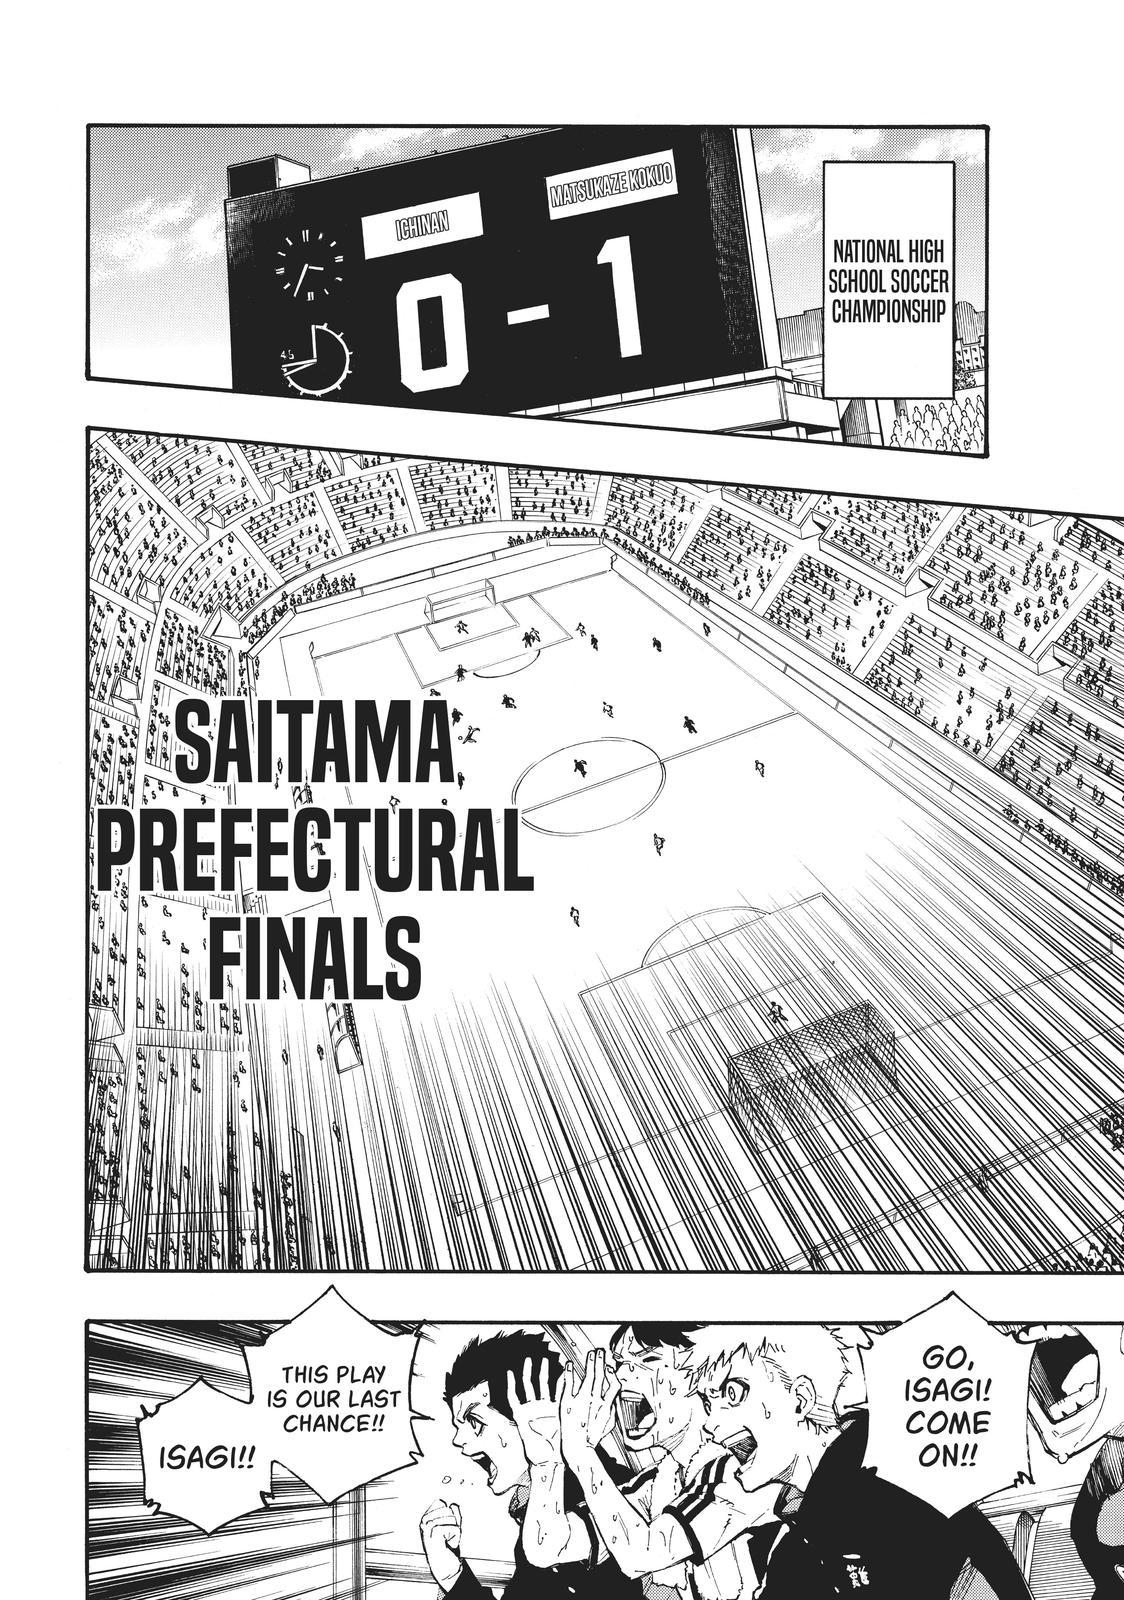 ICHINAN
MATSUKAZE KOKUO
0 - 1
45
NATIONAL HIGH
SCHOOL SOCCER
CHAMPIONSHIP
SAITAMA
PREFECTURAL
FINALS
GO,
ISAGI!
COME
ON!!
THIS PLAY
IS OUR LAST
CHANCE!!
ISAGI!!